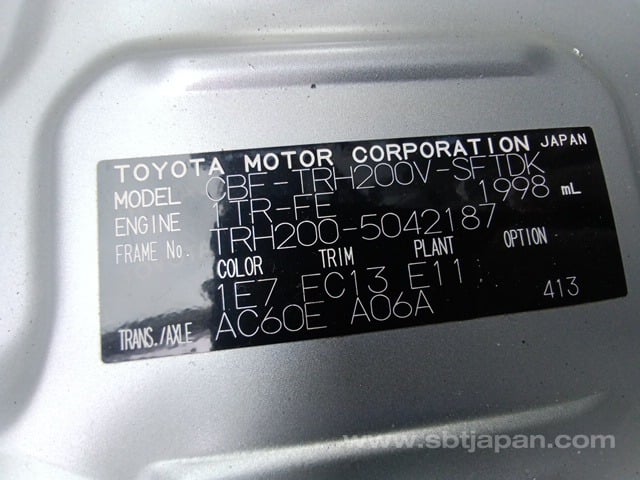 TOYOTA MOTOR CORPORATION JAPAN
MODEL CBF-TRH200V-SFTDK
ENGINE 1TR-FE 1998 mL
FRAME No. TRH200-5042187
COLOR TRIM PLANT OPTION
1E7 FC13 E11
TRANS./AXLE AC60E A06A 413
www.sbtjapan.com